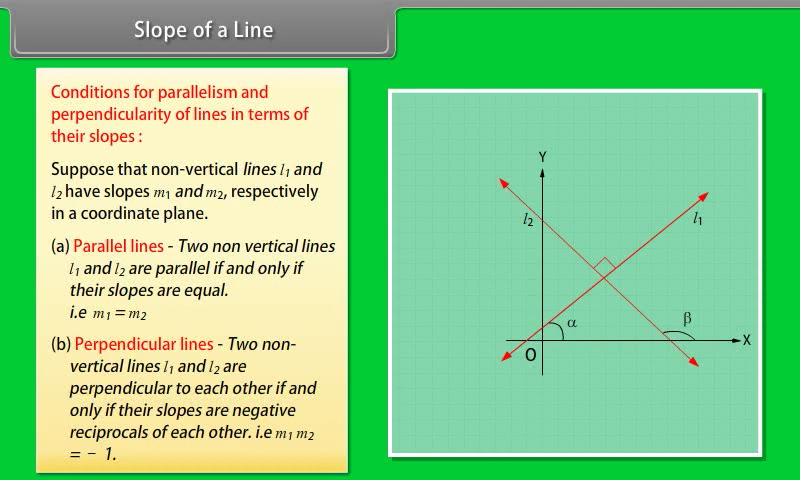 Slope of a Line
Conditions for parallelism and
perpendicularity of lines in terms of
their slopes :
Suppose that non-vertical lines l₁ and
l₂ have slopes m₁ and m₂, respectively
in a coordinate plane.
(a) Parallel lines - Two non vertical lines
l₁ and l₂ are parallel if and only if
their slopes are equal.
i.e m₁ = m₂
(b) Perpendicular lines - Two non-
vertical lines l₁ and l₂ are
perpendicular to each other if and
only if their slopes are negative
reciprocals of each other. i.e m₁ m₂
= − 1.
Y
l₂
l₁
α
β
X
O